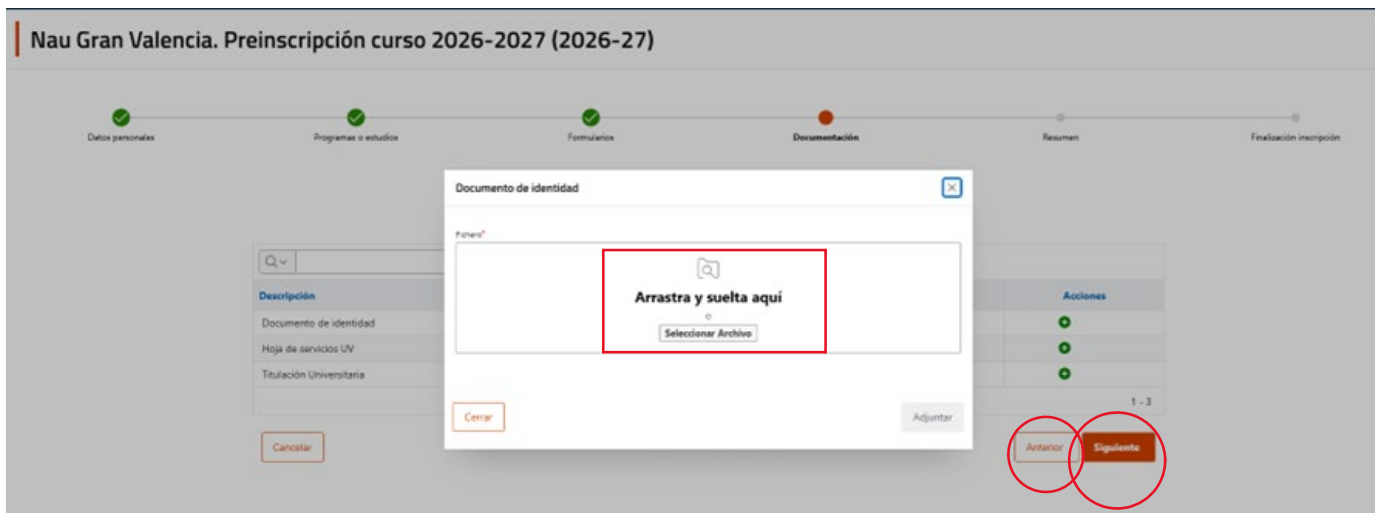 Nau Gran Valencia. Preinscripción curso 2026-2027 (2026-27)
Datos personales
Programas o estudios
Formularios
Documentación
Resumen
Finalización inscripción
Documento de identidad
Fichero*
Arrastra y suelta aquí
o
Seleccionar Archivo
Descripción
Acciones
Documento de identidad
Hoja de servicios UV
Titulación Universitaria
1 - 3
Cerrar
Adjuntar
Cancelar
Anterior
Siguiente